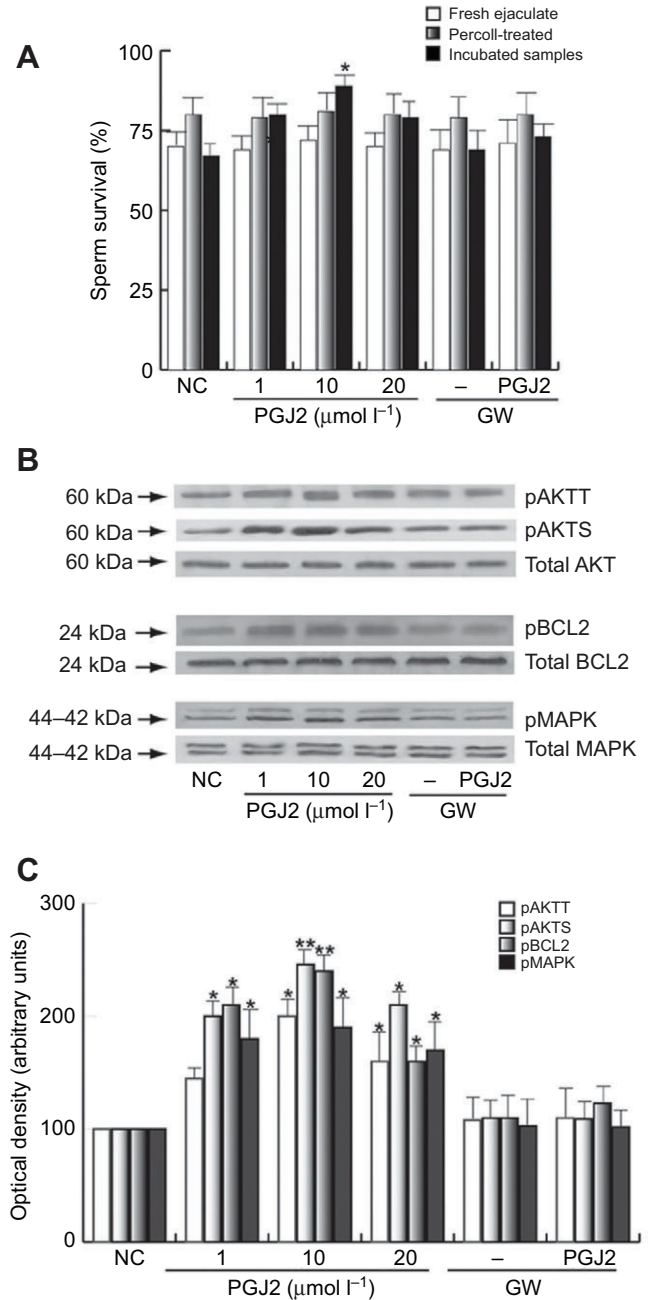 Fresh ejaculate
Percoll-treated
Incubated samples
A
100
75
50
25
0
Sperm survival (%)
*
NC
1 10 20
– PGJ2
PGJ2 (μmol l⁻¹)
GW
B
60 kDa pAKTT
60 kDa pAKTS
60 kDa Total AKT
24 kDa pBCL2
24 kDa Total BCL2
44–42 kDa pMAPK
44–42 kDa Total MAPK
NC 1 10 20 – PGJ2
PGJ2 (μmol l⁻¹) GW
C
300
200
100
0
Optical density (arbitrary units)
pAKTT
pAKTS
pBCL2
pMAPK
* * *
* ** ** *
* * * *
NC 1 10 20 – PGJ2
PGJ2 (μmol l⁻¹) GW